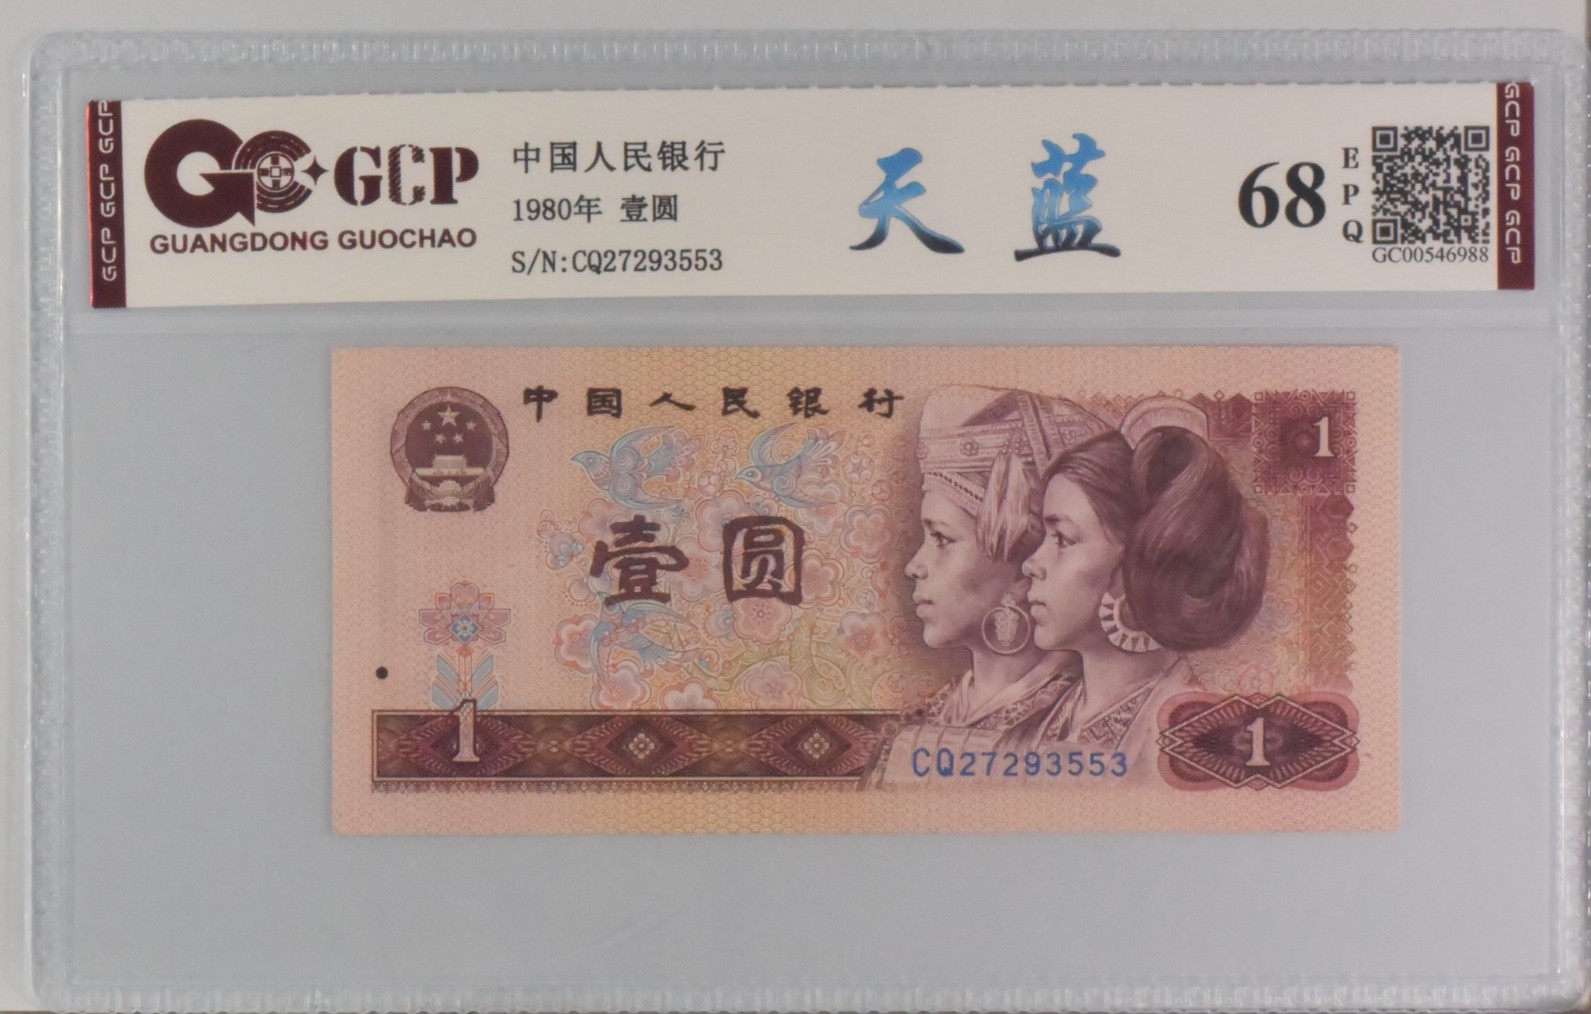 GCP GCP GCP
GC GCP
GUANGDONG GUOCHAO
中国人民银行
1980年 壹圆
S/N:CQ27293553
天蓝
68
EPQ
GC00546988
GCP GCP GCP
中国人民银行
1
壹圆
1
CQ27293553
1